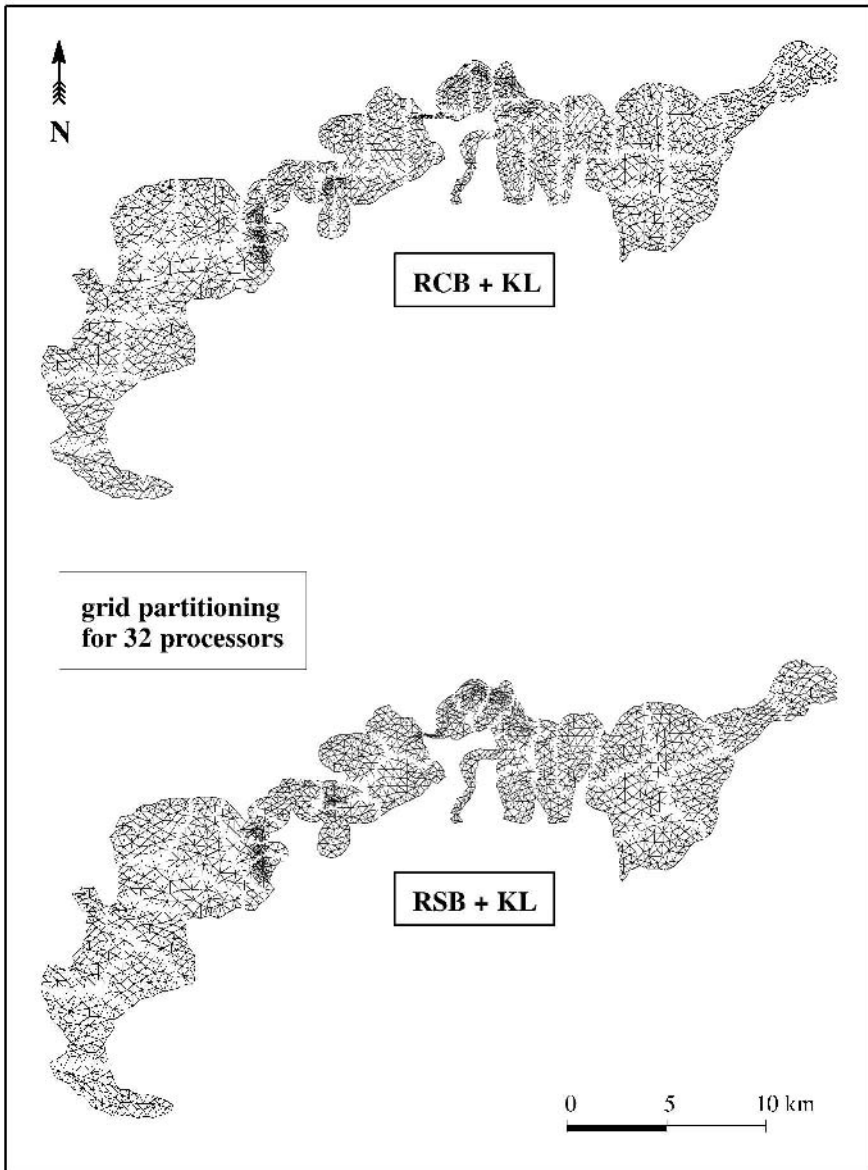 N
RCB + KL
grid partitioning
for 32 processors
RSB + KL
0 5 10 km